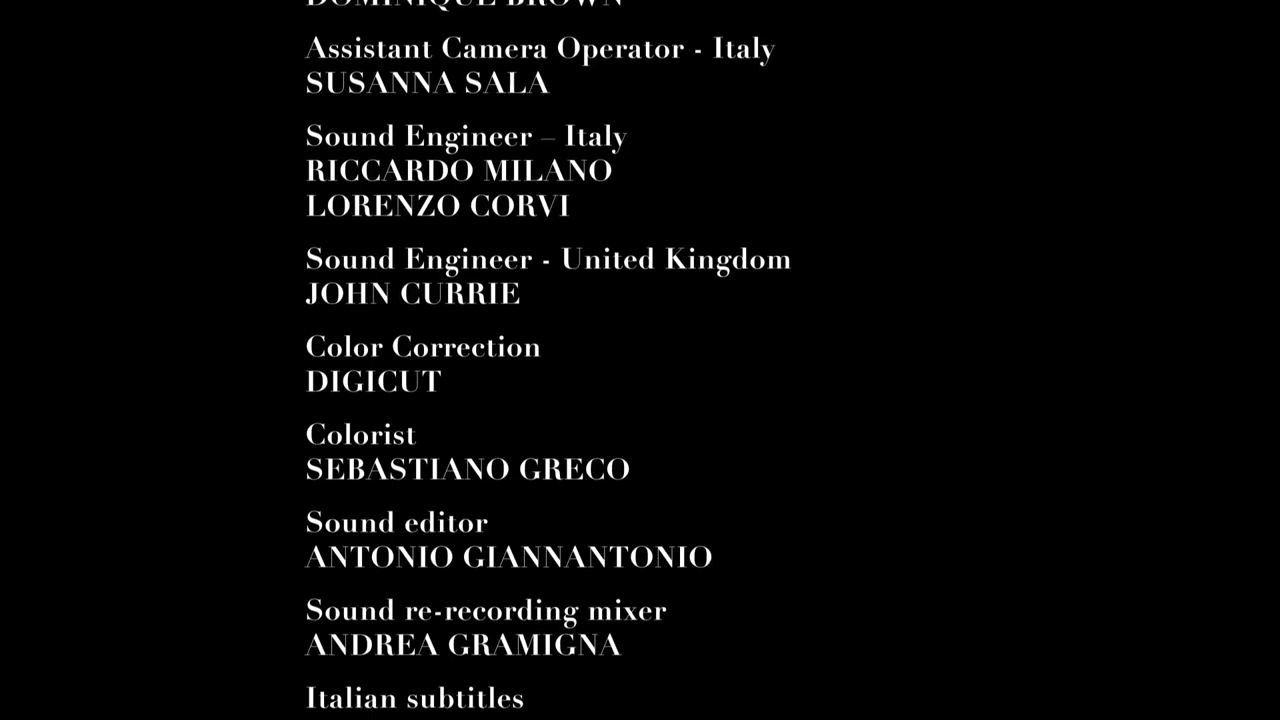 DOMINIQUE BROWN
Assistant Camera Operator - Italy
SUSANNA SALA
Sound Engineer – Italy
RICCARDO MILANO
LORENZO CORVI
Sound Engineer - United Kingdom
JOHN CURRIE
Color Correction
DIGICUT
Colorist
SEBASTIANO GRECO
Sound editor
ANTONIO GIANNANTONIO
Sound re-recording mixer
ANDREA GRAMIGNA
Italian subtitles